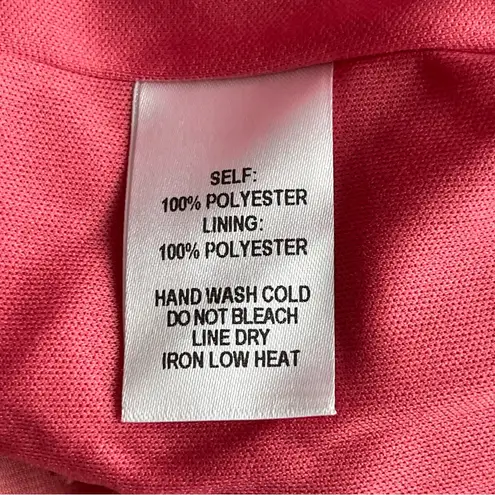 SELF:
100% POLYESTER
LINING:
100% POLYESTER
HAND WASH COLD
DO NOT BLEACH
LINE DRY
IRON LOW HEAT